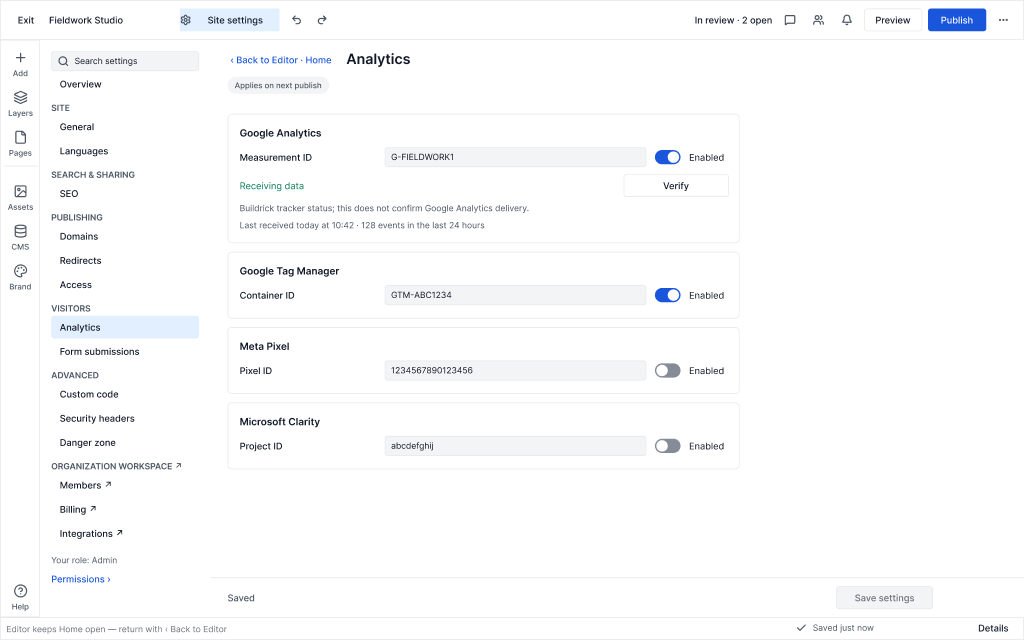 Exit Fieldwork Studio Site settings In review · 2 open Preview Publish
Add
Layers
Pages
Assets
CMS
Brand
Help
Search settings
Overview
SITE
General
Languages
SEARCH & SHARING
SEO
PUBLISHING
Domains
Redirects
Access
VISITORS
Analytics
Form submissions
ADVANCED
Custom code
Security headers
Danger zone
ORGANIZATION WORKSPACE ↗
Members ↗
Billing ↗
Integrations ↗
Your role: Admin
Permissions ›
‹ Back to Editor · Home Analytics
Applies on next publish
Google Analytics
Measurement ID G-FIELDWORK1 Enabled
Receiving data Verify
Buildrick tracker status; this does not confirm Google Analytics delivery.
Last received today at 10:42 · 128 events in the last 24 hours
Google Tag Manager
Container ID GTM-ABC1234 Enabled
Meta Pixel
Pixel ID 1234567890123456 Enabled
Microsoft Clarity
Project ID abcdefghij Enabled
Saved Save settings
Editor keeps Home open — return with ‹ Back to Editor Saved just now Details